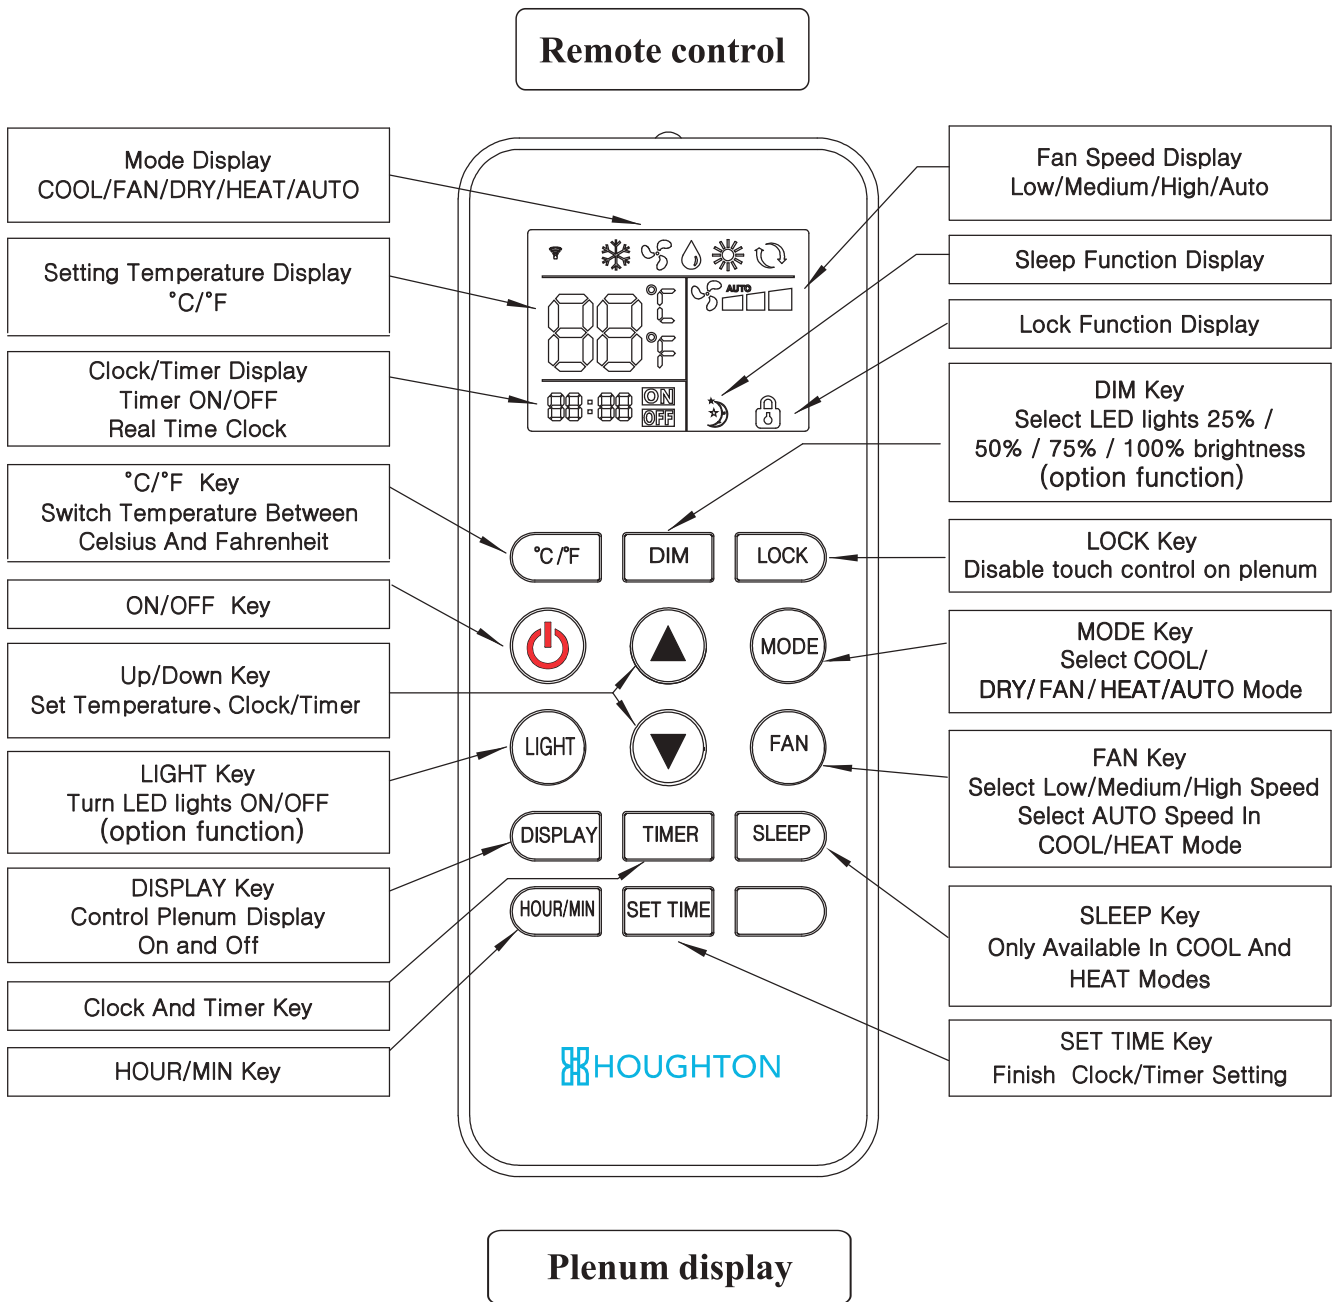 Remote control
Mode Display
COOL/FAN/DRY/HEAT/AUTO
Setting Temperature Display
°C/°F
Clock/Timer Display
Timer ON/OFF
Real Time Clock
°C/°F Key
Switch Temperature Between
Celsius And Fahrenheit
ON/OFF Key
Up/Down Key
Set Temperature、Clock/Timer
LIGHT Key
Turn LED lights ON/OFF
(option function)
DISPLAY Key
Control Plenum Display
On and Off
Clock And Timer Key
HOUR/MIN Key
AUTO
88 °C
°F
88:88 ON
OFF
°C/°F DIM LOCK
MODE
LIGHT FAN
DISPLAY TIMER SLEEP
HOUR/MIN SET TIME
HOUGHTON
Fan Speed Display
Low/Medium/High/Auto
Sleep Function Display
Lock Function Display
DIM Key
Select LED lights 25% /
50% / 75% / 100% brightness
(option function)
LOCK Key
Disable touch control on plenum
MODE Key
Select COOL/
DRY/FAN/HEAT/AUTO Mode
FAN Key
Select Low/Medium/High Speed
Select AUTO Speed In
COOL/HEAT Mode
SLEEP Key
Only Available In COOL And
HEAT Modes
SET TIME Key
Finish Clock/Timer Setting
Plenum display